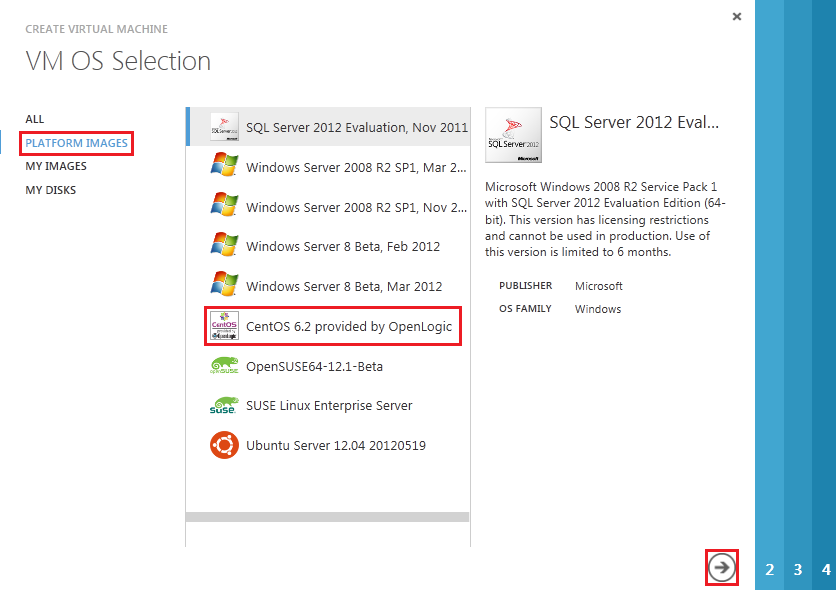 CREATE VIRTUAL MACHINE
VM OS Selection
ALL
PLATFORM IMAGES
MY IMAGES
MY DISKS
SQL Server 2012 Evaluation, Nov 2011
Windows Server 2008 R2 SP1, Mar 2...
Windows Server 2008 R2 SP1, Nov 2...
Windows Server 8 Beta, Feb 2012
Windows Server 8 Beta, Mar 2012
CentOS
CentOS 6.2 provided by OpenLogic
OpenSUSE64-12.1-Beta
SUSE Linux Enterprise Server
Ubuntu Server 12.04 20120519
SQL Server 2012
Microsoft
SQL Server 2012 Eval...
Microsoft Windows 2008 R2 Service Pack 1
with SQL Server 2012 Evaluation Edition (64-
bit). This version has licensing restrictions
and cannot be used in production. Use of
this version is limited to 6 months.
PUBLISHER Microsoft
OS FAMILY Windows
2 3 4